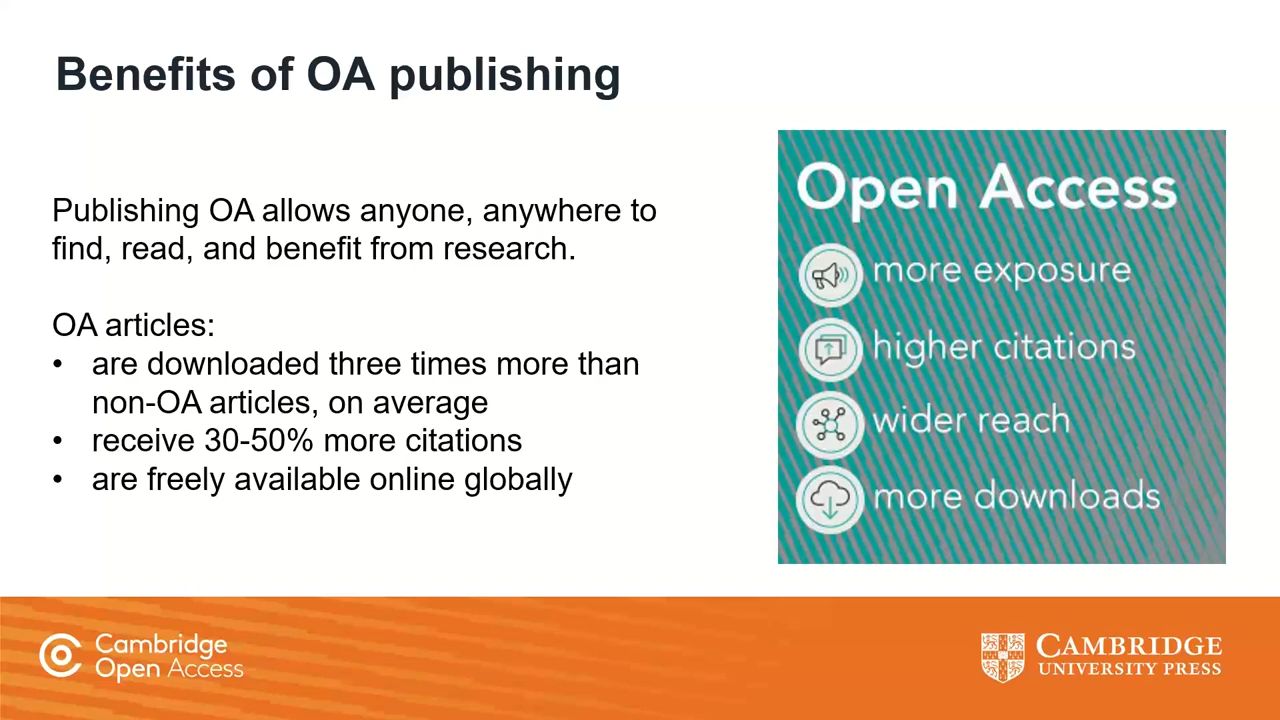 Benefits of OA publishing
Publishing OA allows anyone, anywhere to
find, read, and benefit from research.
OA articles:
• are downloaded three times more than
non-OA articles, on average
• receive 30-50% more citations
• are freely available online globally
Open Access
more exposure
higher citations
wider reach
more downloads
Cambridge
Open Access
CAMBRIDGE
UNIVERSITY PRESS